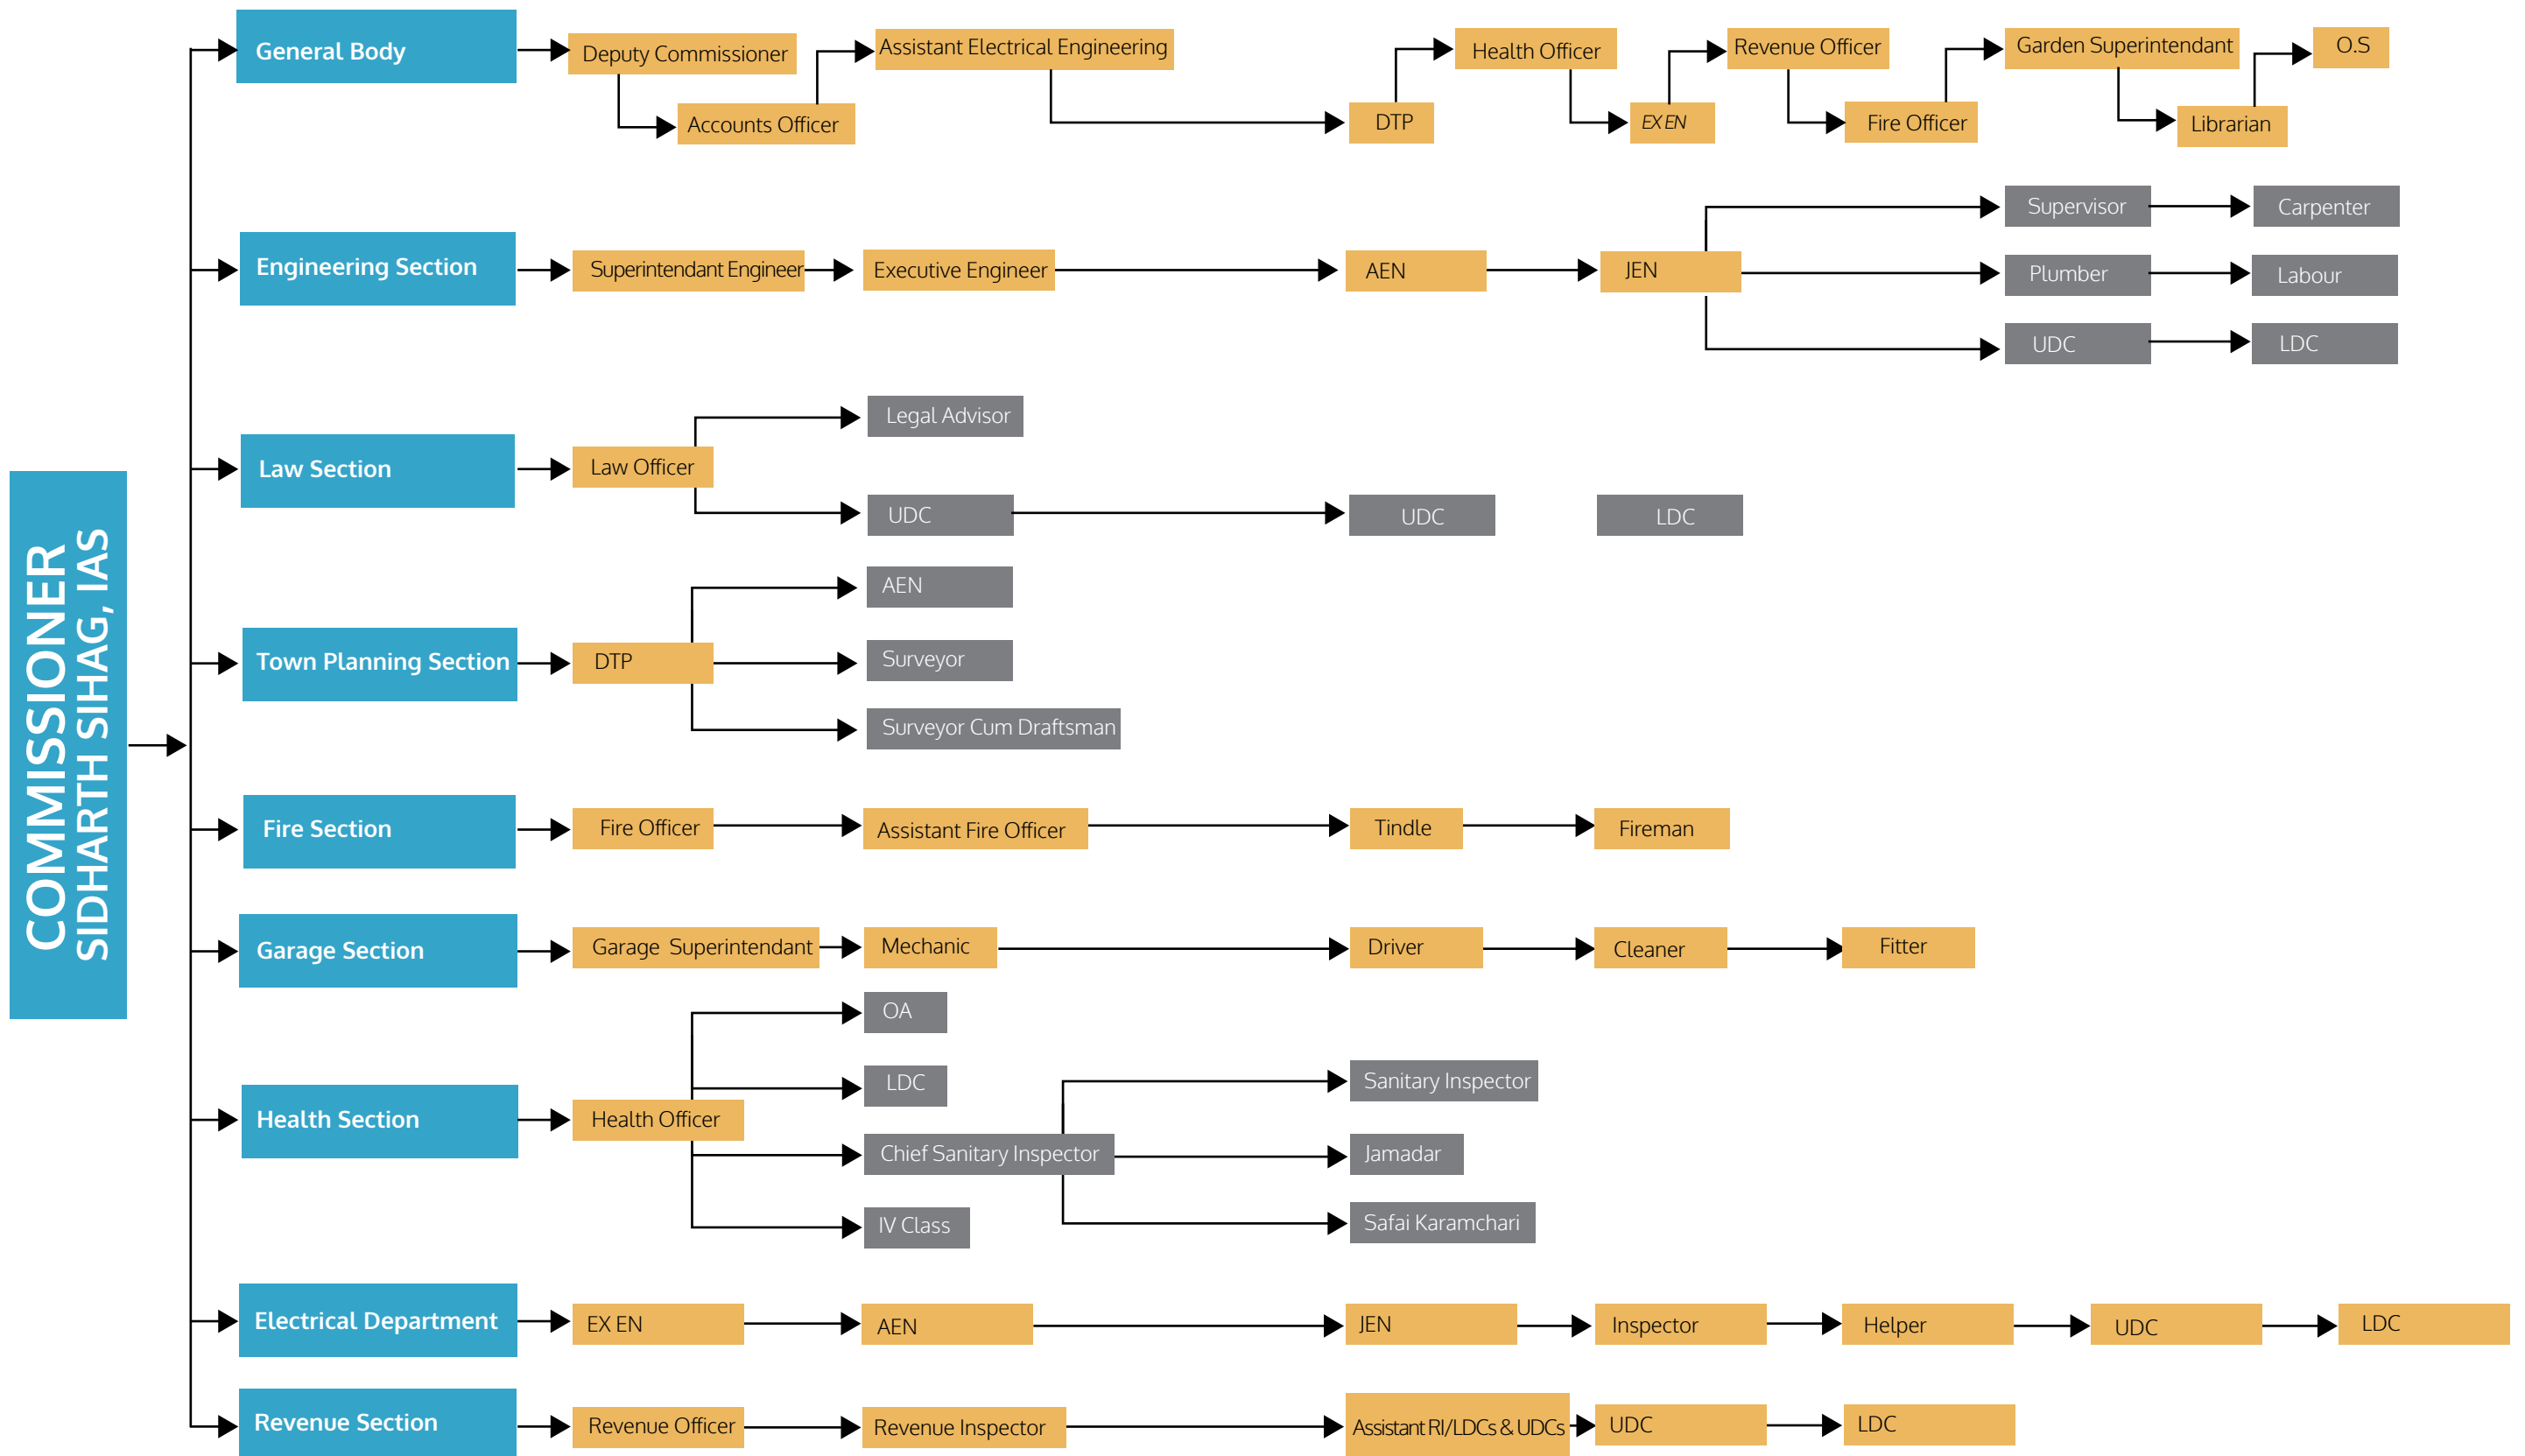 COMMISSIONER
SIDHARTH SIHAG, IAS
General Body
Deputy Commissioner
Accounts Officer
Assistant Electrical Engineering
DTP
Health Officer
EX EN
Revenue Officer
Fire Officer
Garden Superintendant
Librarian
O.S
Engineering Section
Superintendant Engineer
Executive Engineer
AEN
JEN
Supervisor
Carpenter
Plumber
Labour
UDC
LDC
Law Section
Law Officer
Legal Advisor
UDC
UDC
LDC
Town Planning Section
DTP
AEN
Surveyor
Surveyor Cum Draftsman
Fire Section
Fire Officer
Assistant Fire Officer
Tindle
Fireman
Garage Section
Garage Superintendant
Mechanic
Driver
Cleaner
Fitter
Health Section
Health Officer
OA
LDC
Chief Sanitary Inspector
IV Class
Sanitary Inspector
Jamadar
Safai Karamchari
Electrical Department
EX EN
AEN
JEN
Inspector
Helper
UDC
LDC
Revenue Section
Revenue Officer
Revenue Inspector
Assistant RI/LDCs & UDCs
UDC
LDC